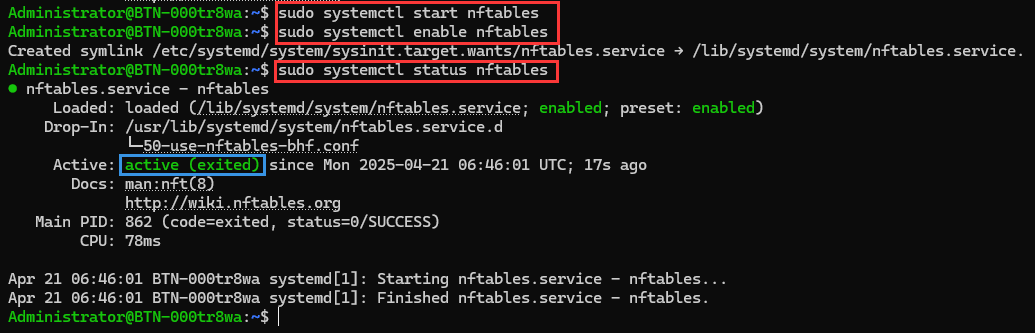 Administrator@BTN-000tr8wa:~$ sudo systemctl start nftables
Administrator@BTN-000tr8wa:~$ sudo systemctl enable nftables
Created symlink /etc/systemd/system/sysinit.target.wants/nftables.service → /lib/systemd/system/nftables.service.
Administrator@BTN-000tr8wa:~$ sudo systemctl status nftables
● nftables.service - nftables
Loaded: loaded (/lib/systemd/system/nftables.service; enabled; preset: enabled)
Drop-In: /usr/lib/systemd/system/nftables.service.d
└─50-use-nftables-bhf.conf
Active: active (exited) since Mon 2025-04-21 06:46:01 UTC; 17s ago
Docs: man:nft(8)
http://wiki.nftables.org
Main PID: 862 (code=exited, status=0/SUCCESS)
CPU: 78ms
Apr 21 06:46:01 BTN-000tr8wa systemd[1]: Starting nftables.service - nftables...
Apr 21 06:46:01 BTN-000tr8wa systemd[1]: Finished nftables.service - nftables.
Administrator@BTN-000tr8wa:~$